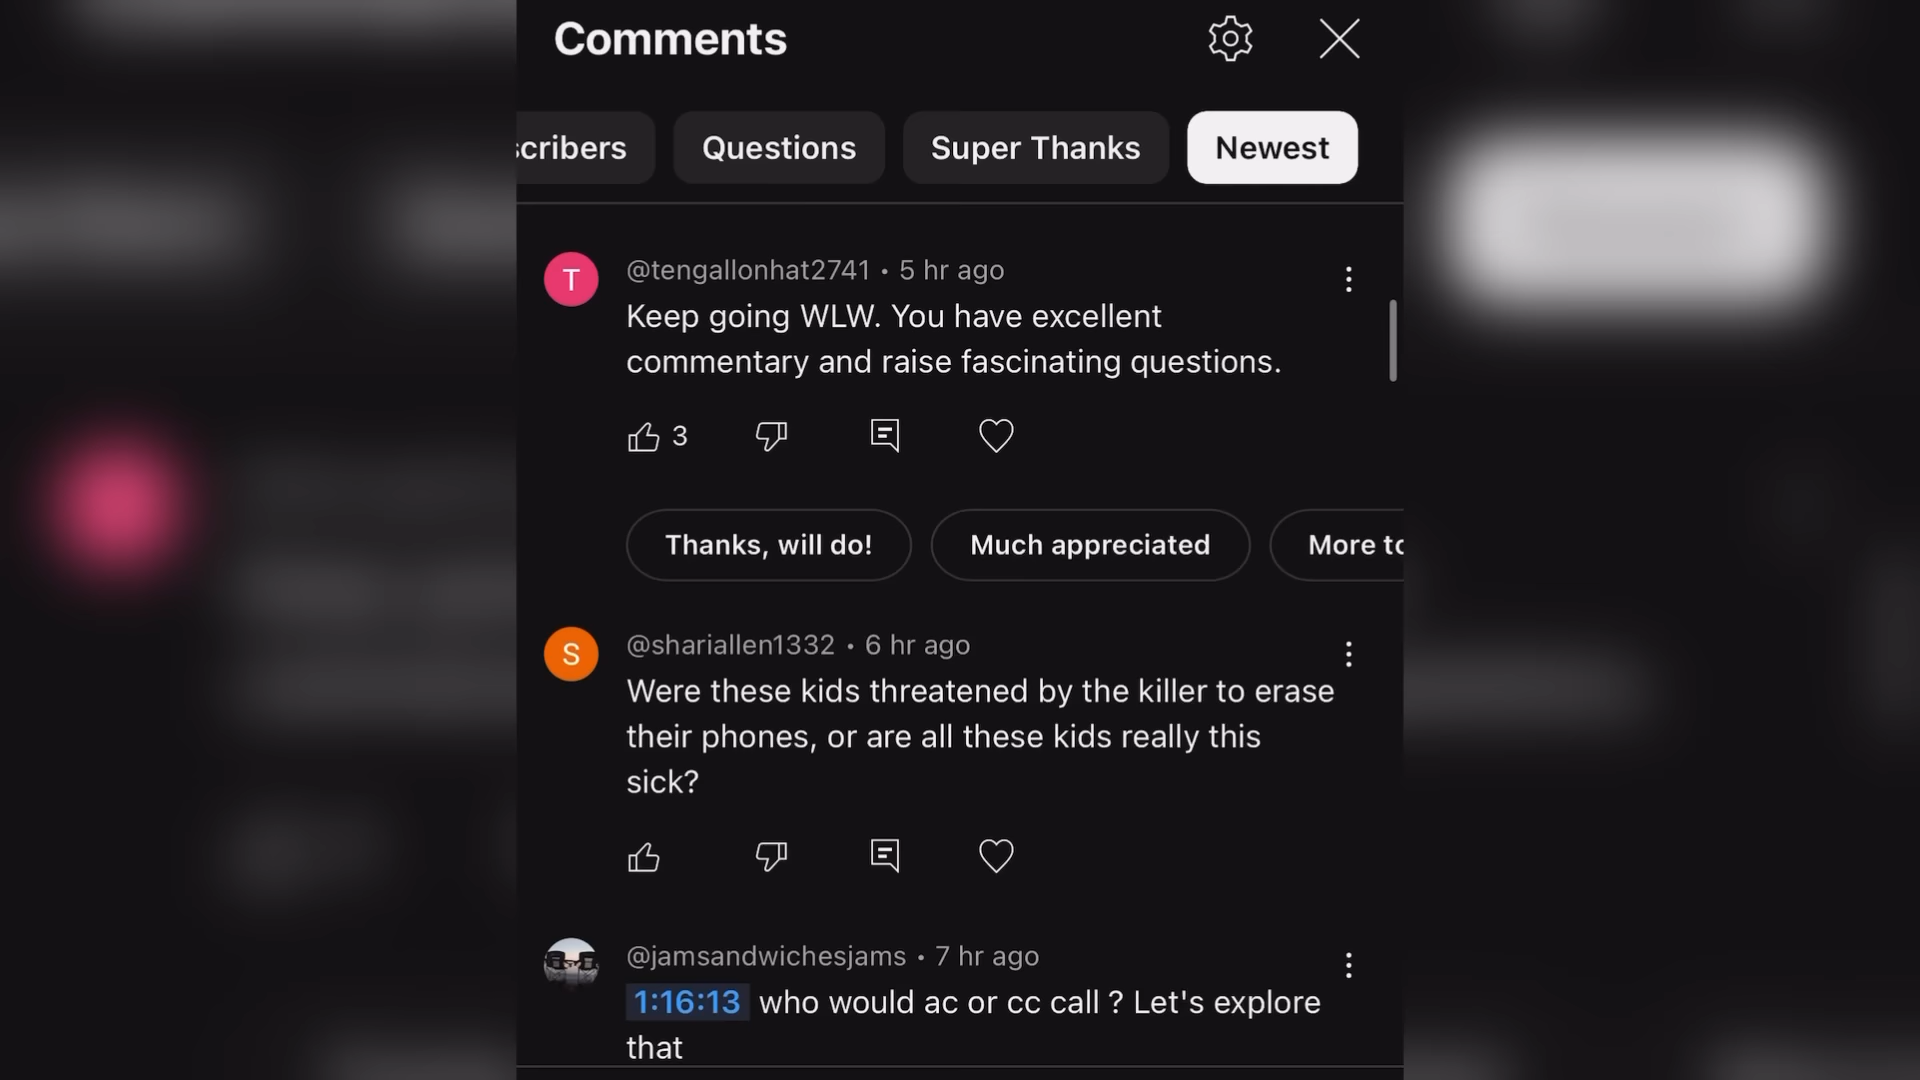 Comments
scribers Questions Super Thanks Newest
T @tengallonhat2741 • 5 hr ago
Keep going WLW. You have excellent
commentary and raise fascinating questions.
3
Thanks, will do! Much appreciated More to
S @shariallen1332 • 6 hr ago
Were these kids threatened by the killer to erase
their phones, or are all these kids really this
sick?
@jamsandwichesjams • 7 hr ago
1:16:13 who would ac or cc call ? Let's explore
that